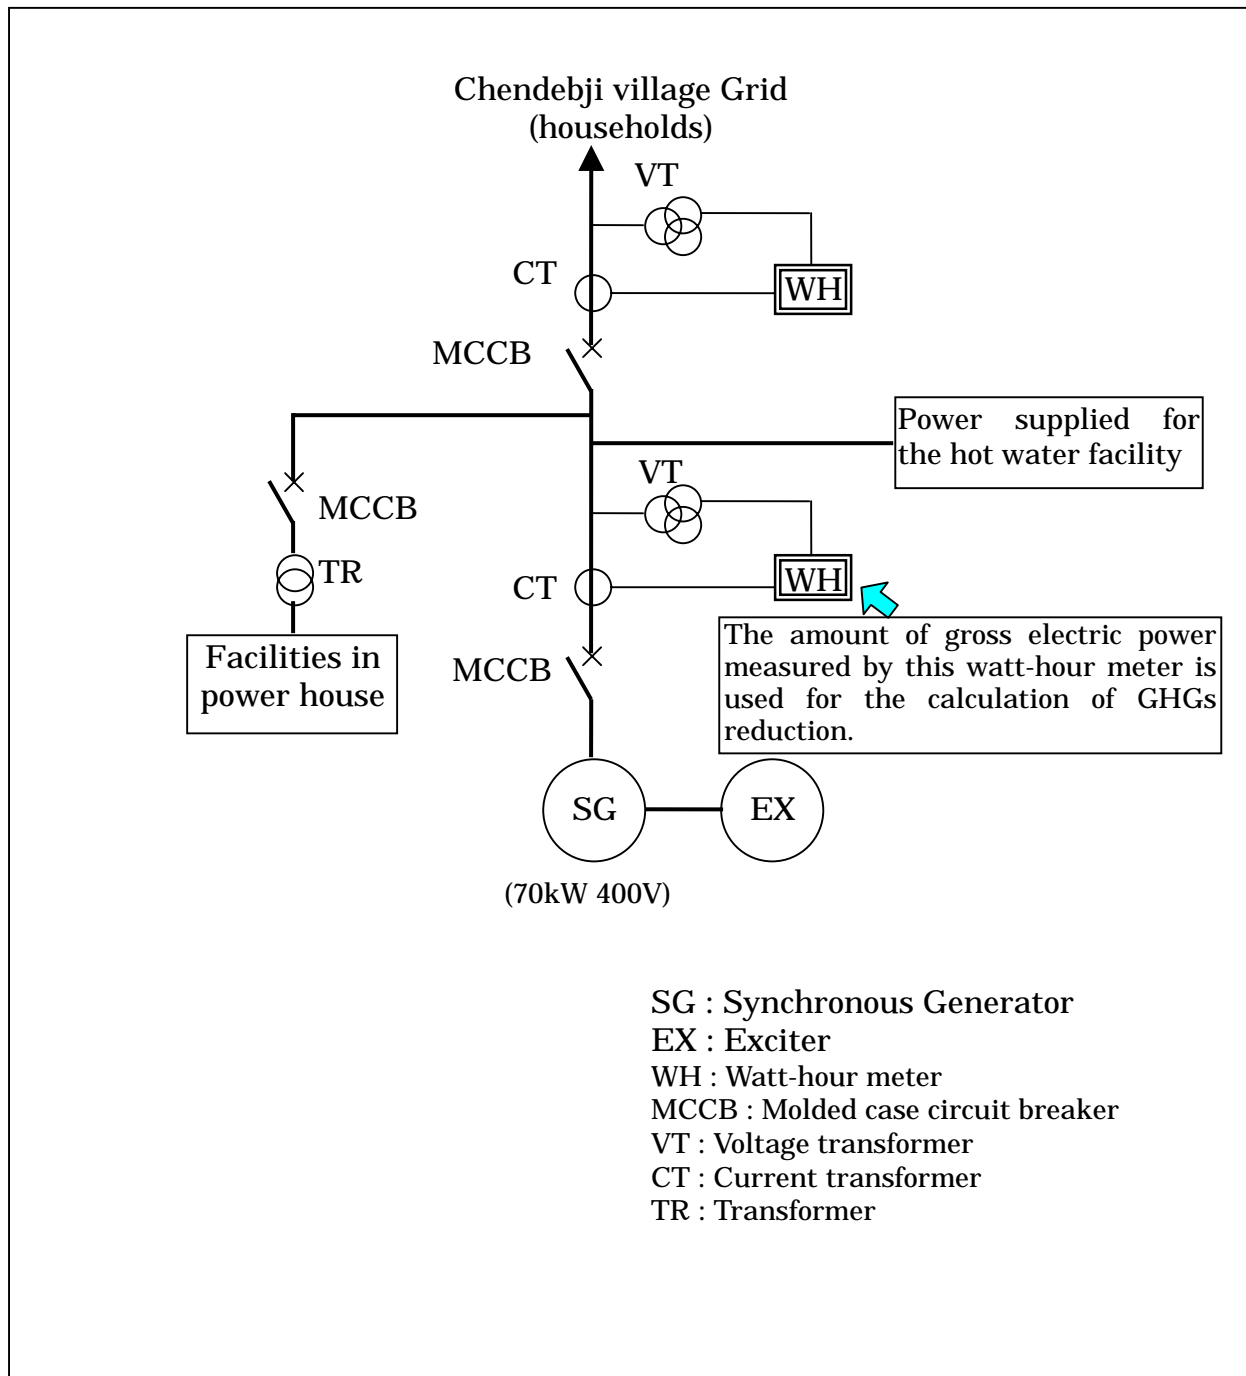 Chendebji village Grid
(households)
VT
CT
WH
MCCB
Power supplied for
the hot water facility
VT
MCCB
TR
CT
WH
Facilities in
power house
The amount of gross electric power
measured by this watt-hour meter is
used for the calculation of GHGs
reduction.
MCCB
SG
EX
(70kW 400V)
SG : Synchronous Generator
EX : Exciter
WH : Watt-hour meter
MCCB : Molded case circuit breaker
VT : Voltage transformer
CT : Current transformer
TR : Transformer